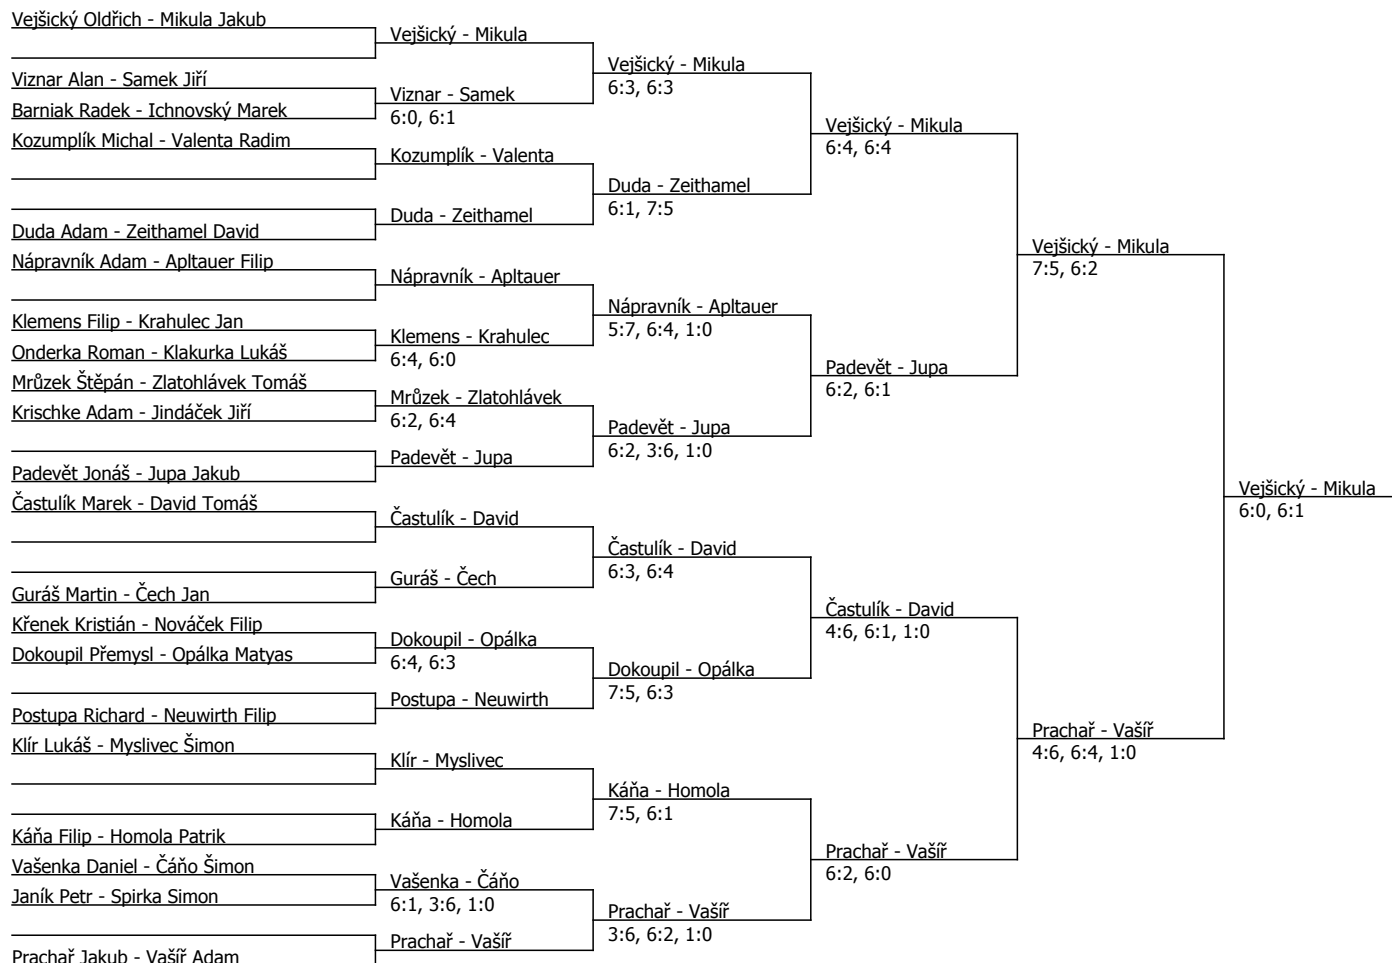 Vejšický Oldřich - Mikula Jakub
Viznar Alan - Samek Jiří
Barniak Radek - Ichnovský Marek
Kozumplík Michal - Valenta Radim
Duda Adam - Zeithamel David
Nápravník Adam - Apltauer Filip
Klemens Filip - Krahulec Jan
Onderka Roman - Klakurka Lukáš
Mrůzek Štěpán - Zlatohlávek Tomáš
Krischke Adam - Jindáček Jiří
Padevět Jonáš - Jupa Jakub
Častulík Marek - David Tomáš
Guráš Martin - Čech Jan
Křenek Kristián - Nováček Filip
Dokoupil Přemysl - Opálka Matyas
Postupa Richard - Neuwirth Filip
Klír Lukáš - Myslivec Šimon
Káňa Filip - Homola Patrik
Vašenka Daniel - Čáňo Šimon
Janík Petr - Spirka Simon
Prachař Jakub - Vašíř Adam
Vejšický - Mikula
Viznar - Samek
6:0, 6:1
Kozumplík - Valenta
Duda - Zeithamel
Nápravník - Apltauer
Klemens - Krahulec
6:4, 6:0
Mrůzek - Zlatohlávek
6:2, 6:4
Padevět - Jupa
Častulík - David
Guráš - Čech
Dokoupil - Opálka
6:4, 6:3
Postupa - Neuwirth
Klír - Myslivec
Káňa - Homola
Vašenka - Čáňo
6:1, 3:6, 1:0
Prachař - Vašíř
Vejšický - Mikula
6:3, 6:3
Duda - Zeithamel
6:1, 7:5
Nápravník - Apltauer
5:7, 6:4, 1:0
Padevět - Jupa
6:2, 3:6, 1:0
Častulík - David
6:3, 6:4
Dokoupil - Opálka
7:5, 6:3
Káňa - Homola
7:5, 6:1
Prachař - Vašíř
3:6, 6:2, 1:0
Vejšický - Mikula
6:4, 6:4
Padevět - Jupa
6:2, 6:1
Častulík - David
4:6, 6:1, 1:0
Prachař - Vašíř
6:2, 6:0
Vejšický - Mikula
7:5, 6:2
Prachař - Vašíř
4:6, 6:4, 1:0
Vejšický - Mikula
6:0, 6:1